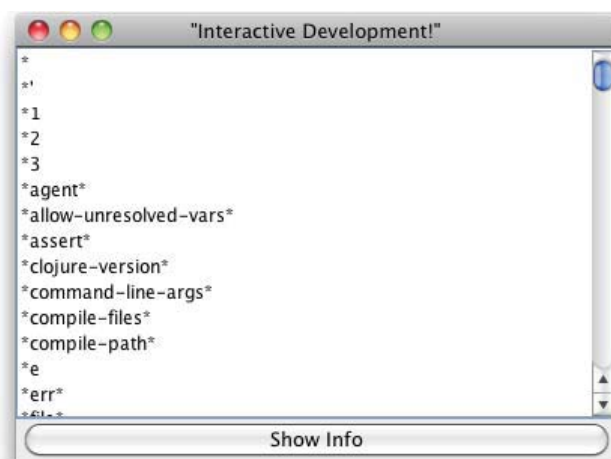 "Interactive Development!"
*
*'
*1
*2
*3
*agent*
*allow-unresolved-vars*
*assert*
*clojure-version*
*command-line-args*
*compile-files*
*compile-path*
*e
*err*
*file*
Show Info